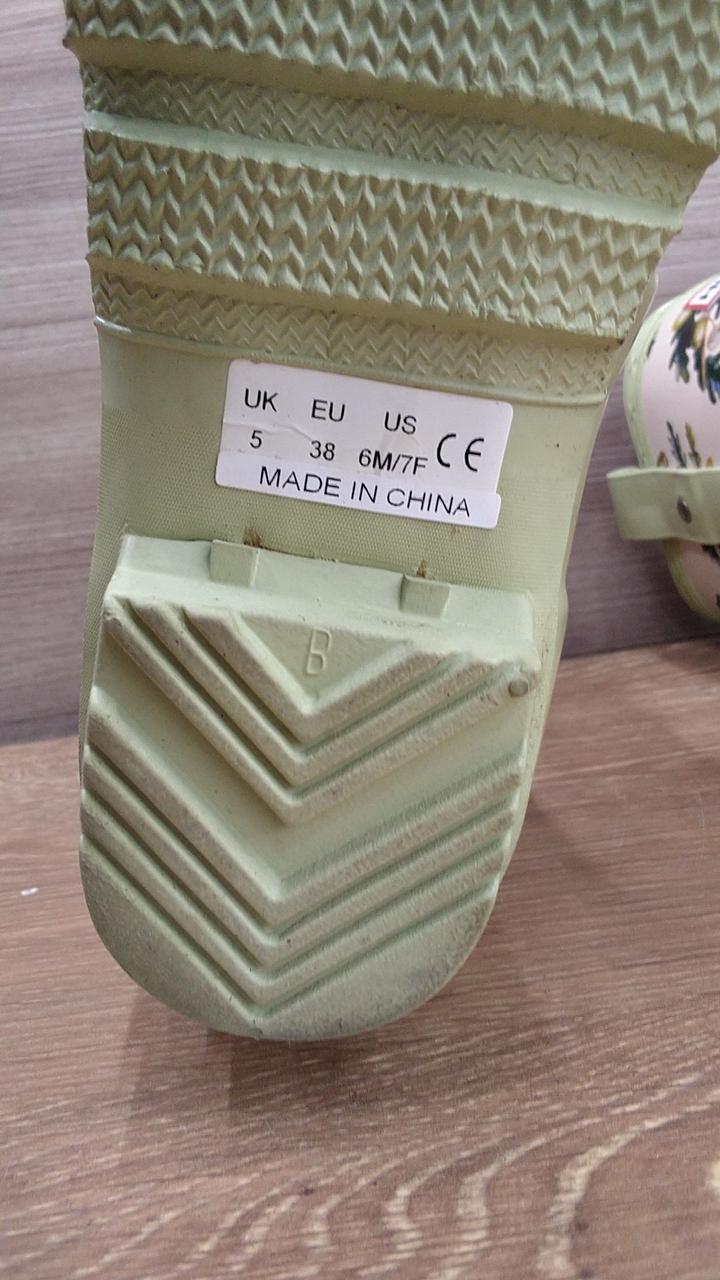 UK EU US
5 38 6M/7F CE
MADE IN CHINA
B